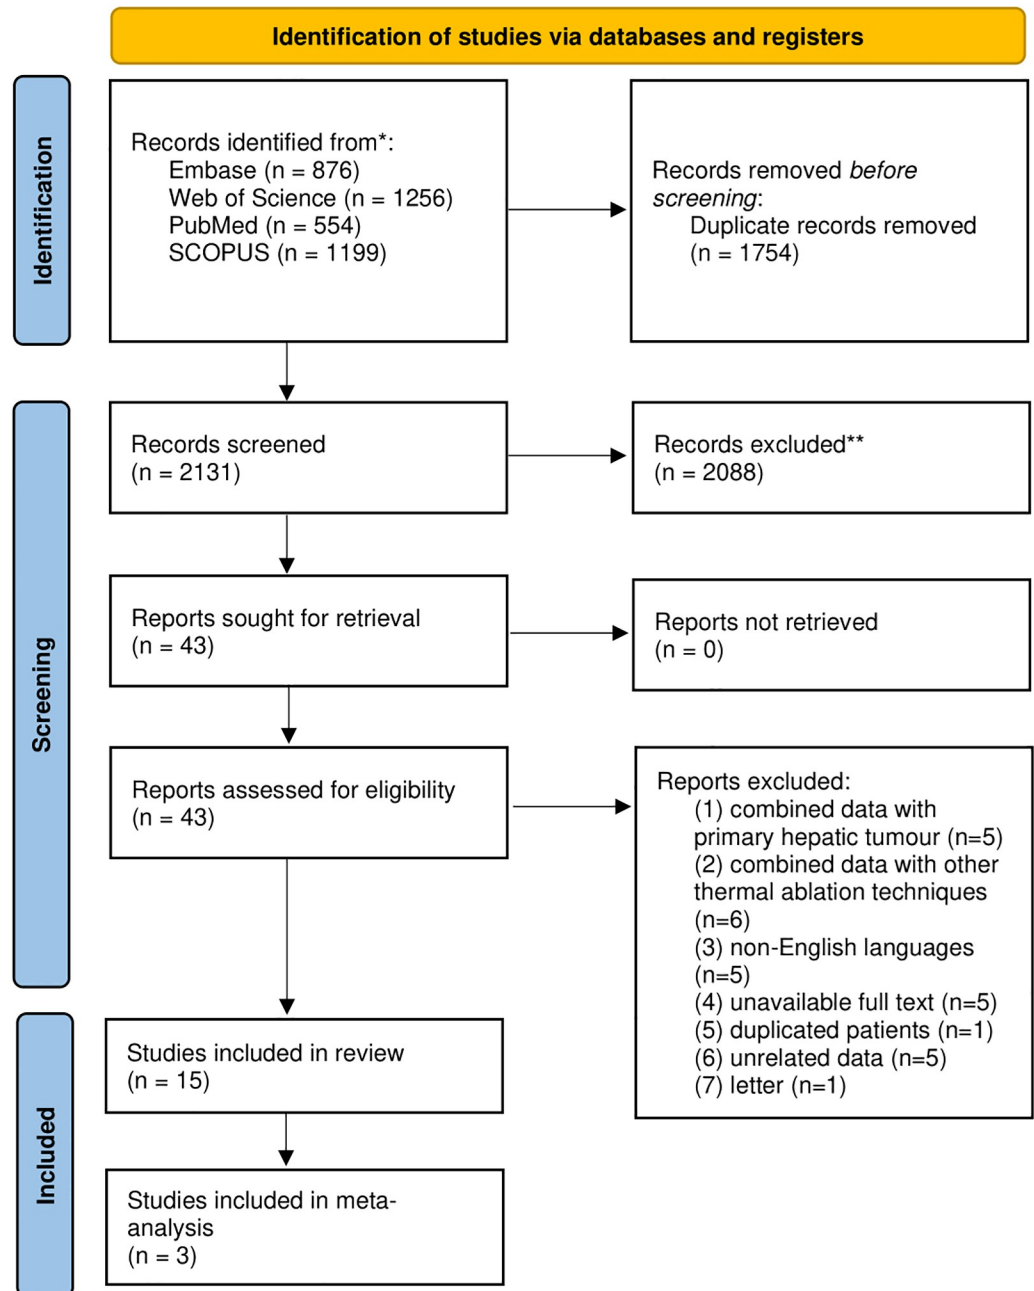 Identification of studies via databases and registers
Identification
Records identified from*:
Embase (n = 876)
Web of Science (n = 1256)
PubMed (n = 554)
SCOPUS (n = 1199)
Records removed before
screening:
Duplicate records removed
(n = 1754)
Screening
Records screened
(n = 2131)
Records excluded**
(n = 2088)
Reports sought for retrieval
(n = 43)
Reports not retrieved
(n = 0)
Reports assessed for eligibility
(n = 43)
Reports excluded:
(1) combined data with
primary hepatic tumour (n=5)
(2) combined data with other
thermal ablation techniques
(n=6)
(3) non-English languages
(n=5)
(4) unavailable full text (n=5)
(5) duplicated patients (n=1)
(6) unrelated data (n=5)
(7) letter (n=1)
Included
Studies included in review
(n = 15)
Studies included in meta-
analysis
(n = 3)